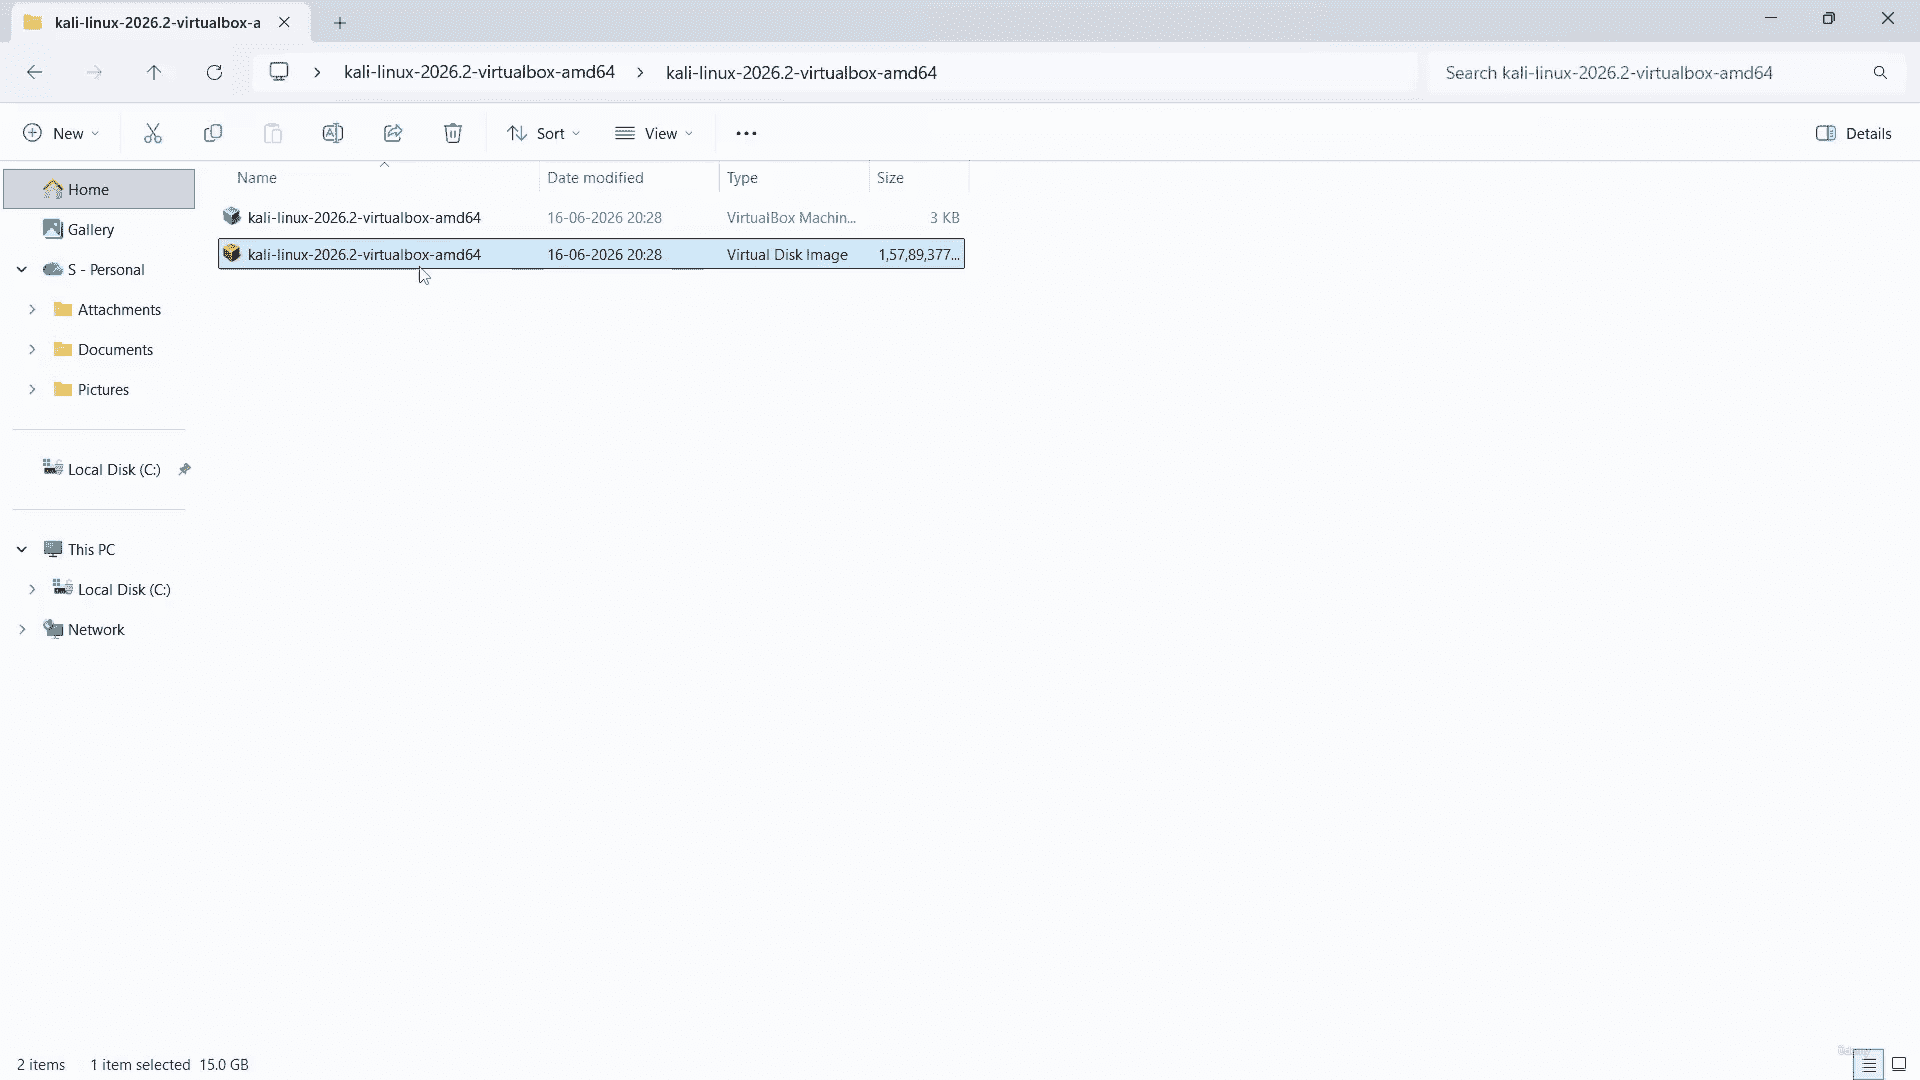 kali-linux-2026.2-virtualbox-a
kali-linux-2026.2-virtualbox-amd64 > kali-linux-2026.2-virtualbox-amd64
Search kali-linux-2026.2-virtualbox-amd64
New
Sort
View
Details
Name Date modified Type Size
kali-linux-2026.2-virtualbox-amd64 16-06-2026 20:28 VirtualBox Machin... 3 KB
kali-linux-2026.2-virtualbox-amd64 16-06-2026 20:28 Virtual Disk Image 1,57,89,377...
Home
Gallery
S - Personal
Attachments
Documents
Pictures
Local Disk (C:)
This PC
Local Disk (C:)
Network
2 items 1 item selected 15.0 GB